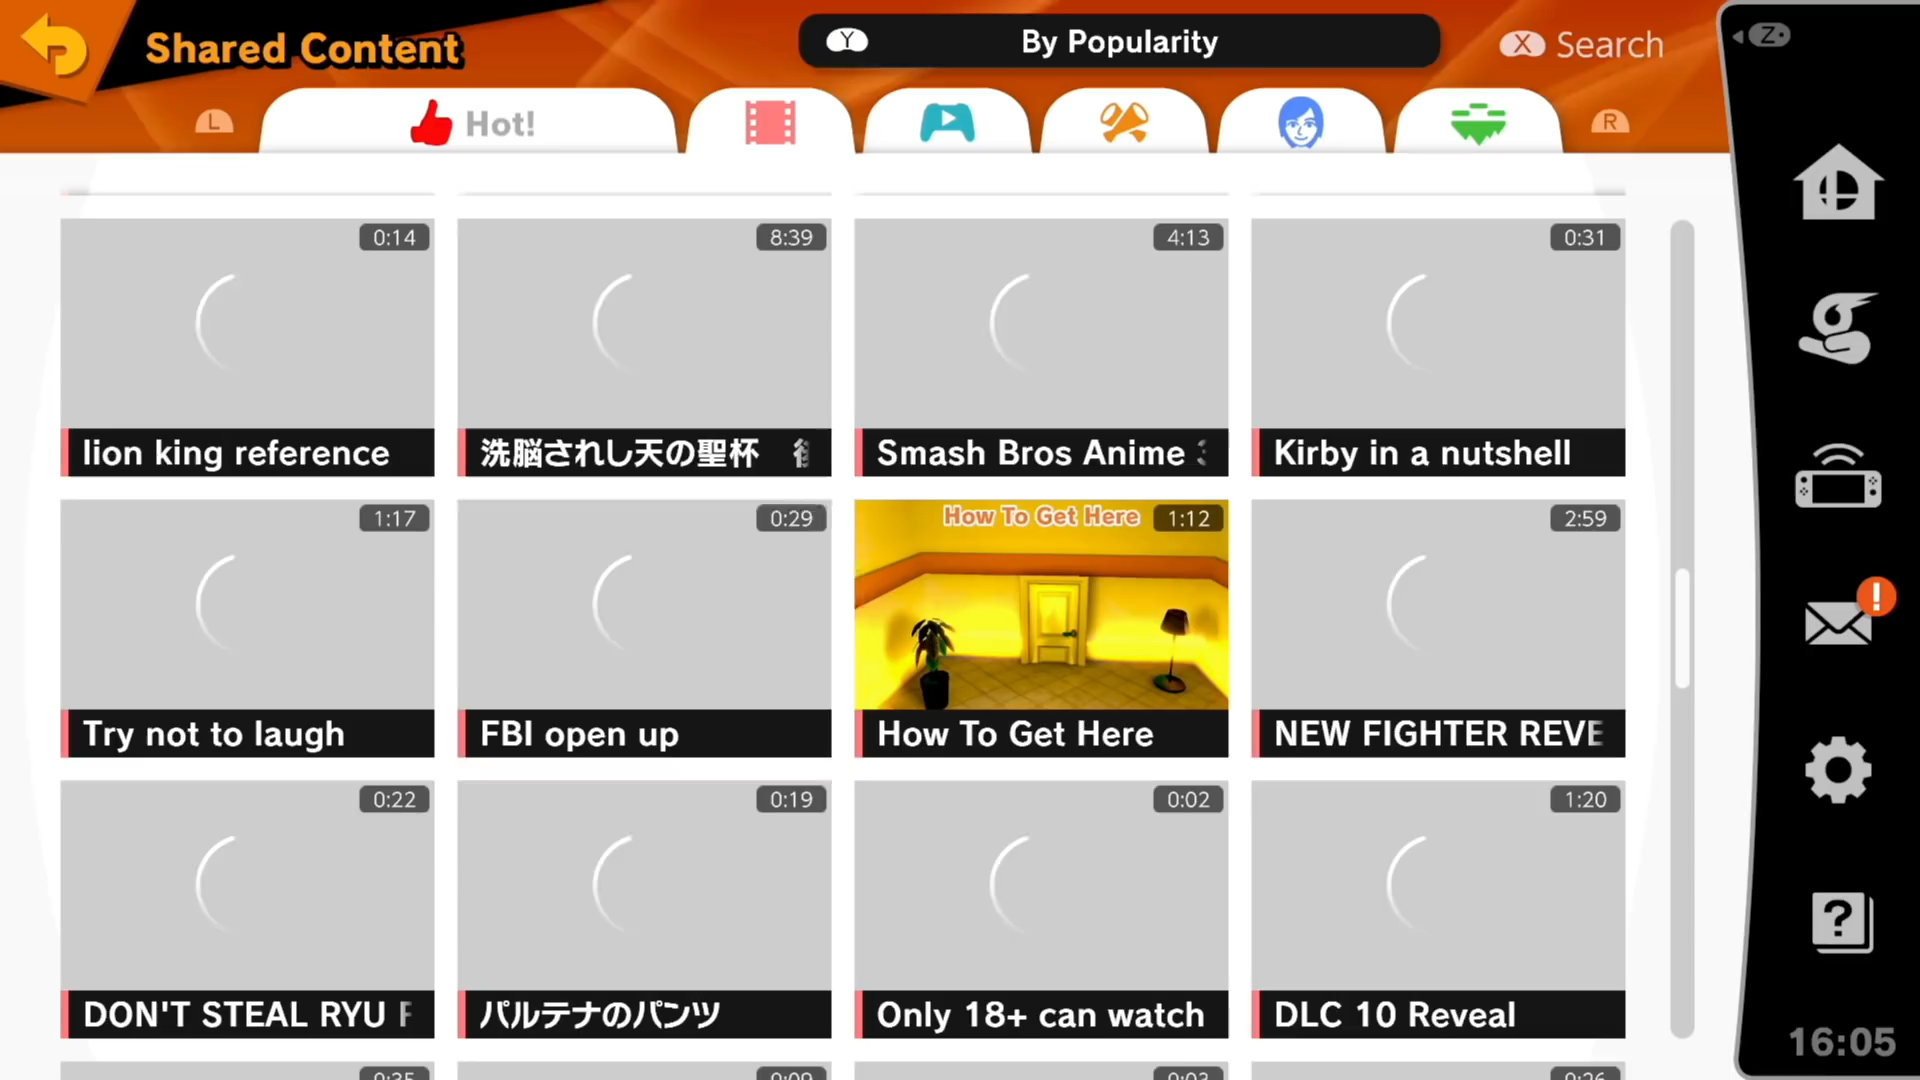 Shared Content
Y
By Popularity
X Search
Z
L
Hot!
R
0:14
8:39
4:13
0:31
lion king reference
洗脳されし天の聖杯
Smash Bros Anime
Kirby in a nutshell
1:17
0:29
How To Get Here
1:12
2:59
Try not to laugh
FBI open up
How To Get Here
NEW FIGHTER REVE
0:22
0:19
0:02
1:20
DON'T STEAL RYU
パルテナのパンツ
Only 18+ can watch
DLC 10 Reveal
16:05